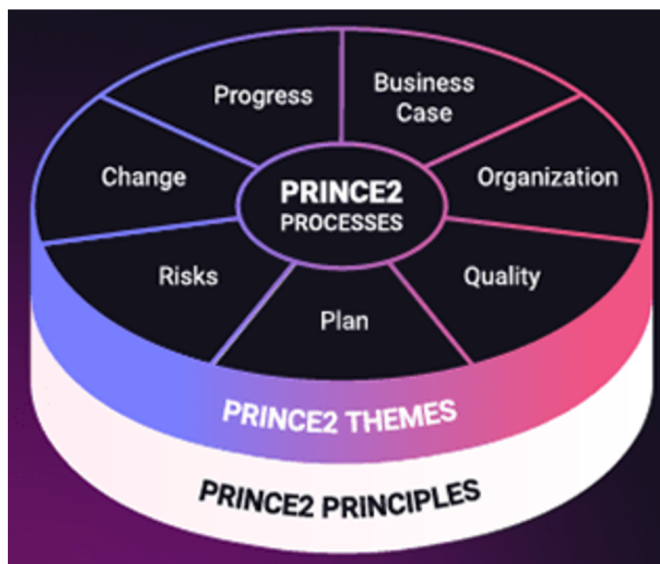 Progress
Business
Case
Change
PRINCE2
PROCESSES
Organization
Risks
Quality
Plan
PRINCE2 THEMES
PRINCE2 PRINCIPLES